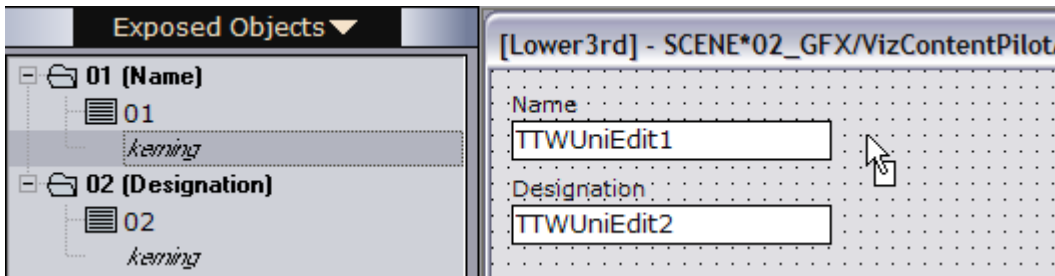 Exposed Objects
01 (Name)
01
kerning
02 (Designation)
02
kerning
[Lower3rd] - SCENE*02_GFX/VizContentPilot
Name
TTWUniEdit1
Designation
TTWUniEdit2